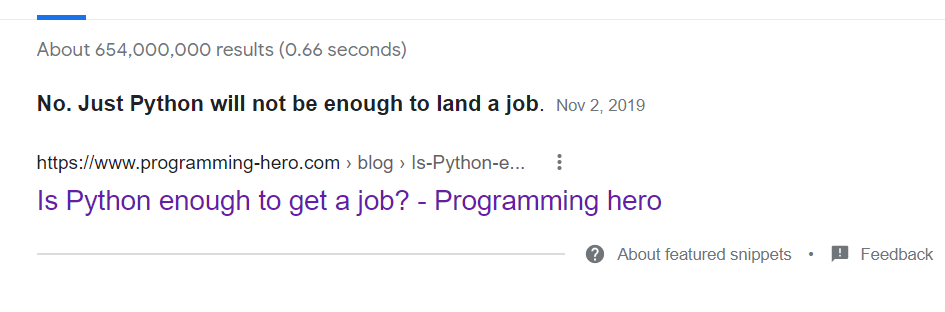 About 654,000,000 results (0.66 seconds)
No. Just Python will not be enough to land a job. Nov 2, 2019
https://www.programming-hero.com › blog › Is-Python-e...
Is Python enough to get a job? - Programming hero
About featured snippets • Feedback